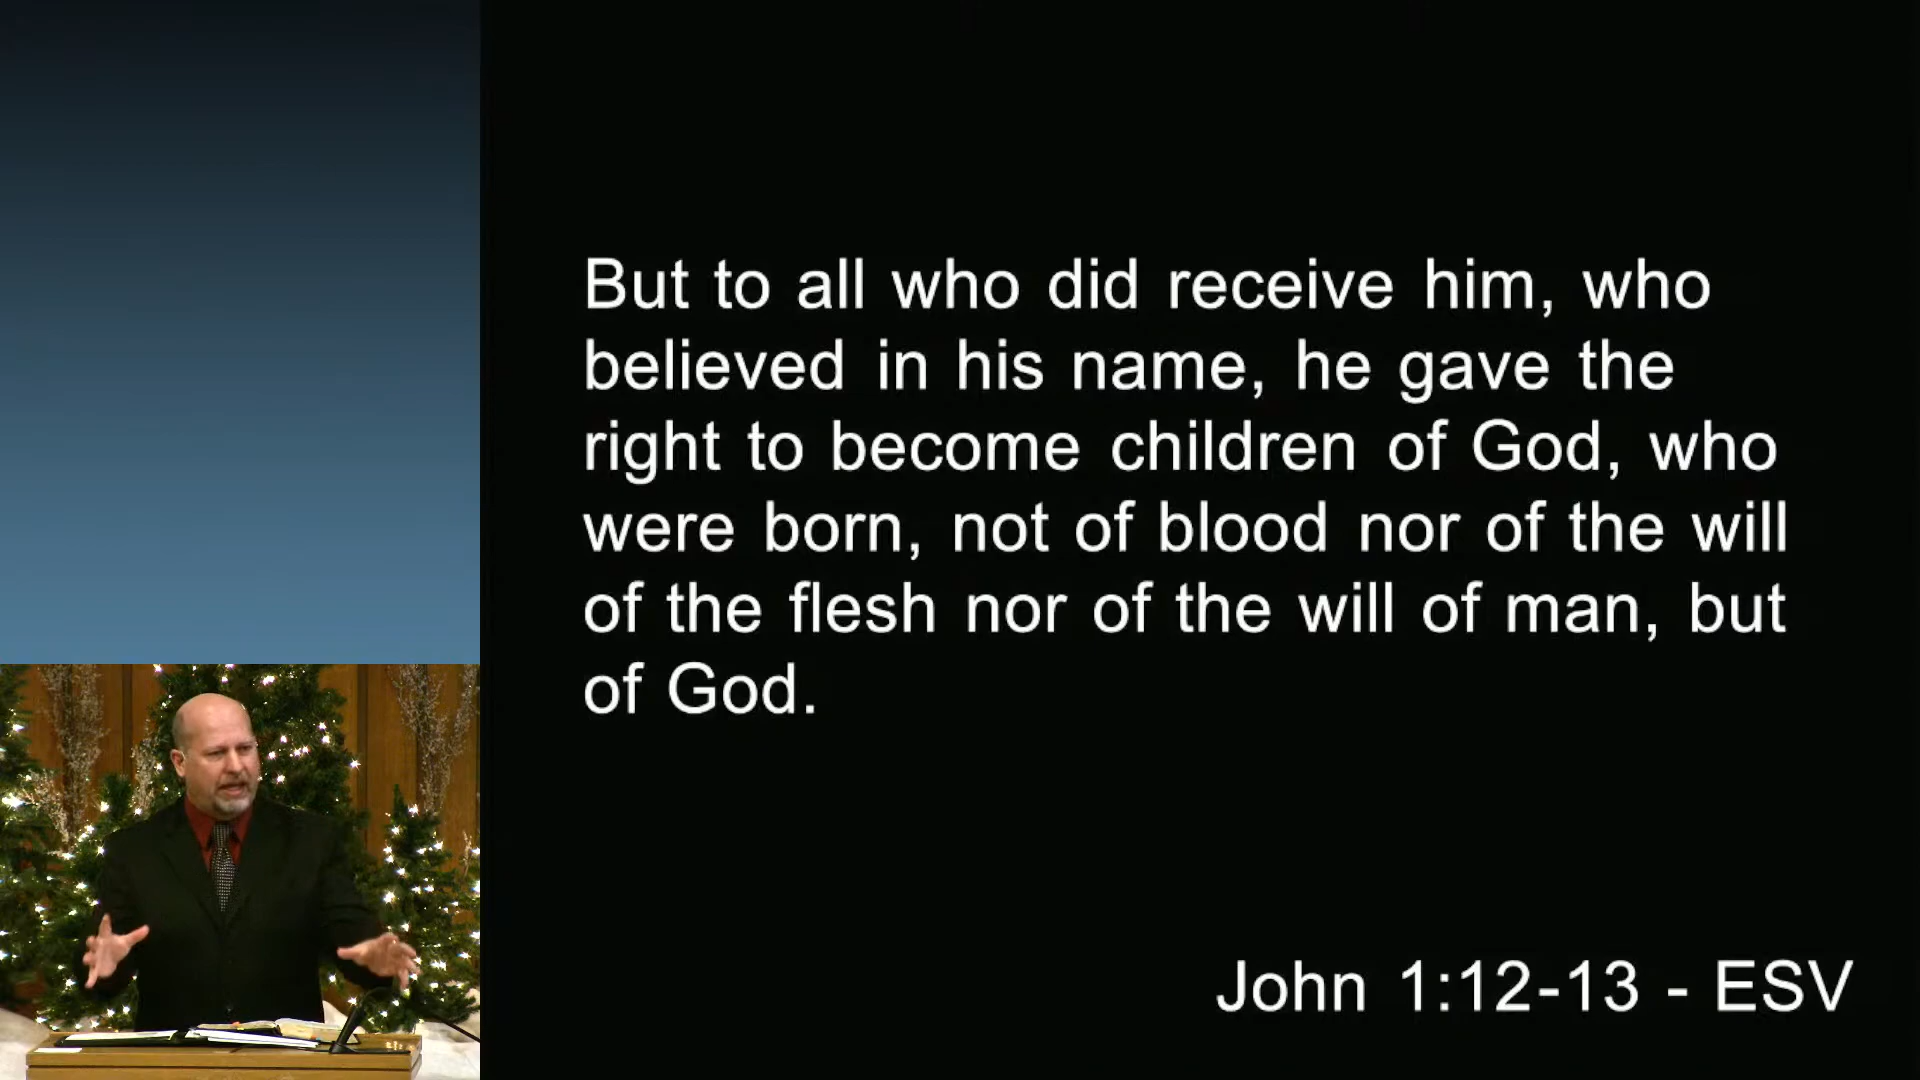 But to all who did receive him, who
believed in his name, he gave the
right to become children of God, who
were born, not of blood nor of the will
of the flesh nor of the will of man, but
of God.
John 1:12-13 - ESV